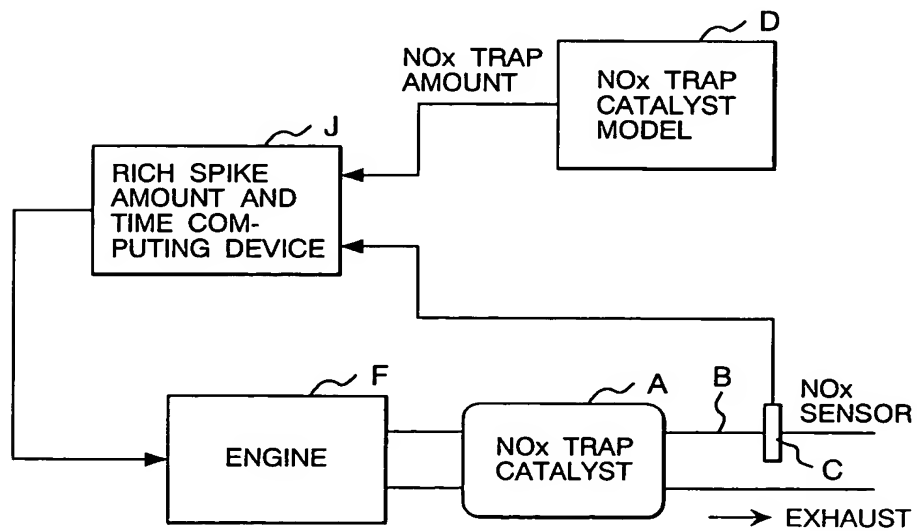 D
NOx TRAP
AMOUNT
NOx TRAP
CATALYST
MODEL
J
RICH SPIKE
AMOUNT AND
TIME COM-
PUTING DEVICE
F
ENGINE
A
NOx TRAP
CATALYST
B
NOx
SENSOR
C
EXHAUST